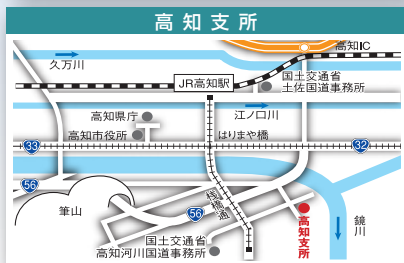 高知支所
高知IC
久万川
JR高知駅
国土交通省
土佐国道事務所
高知県庁
江ノ口川
高知市役所
はりまや橋
33
32
56
筆山
56
桟橋通
高知支所
鏡川
国土交通省
高知河川国道事務所